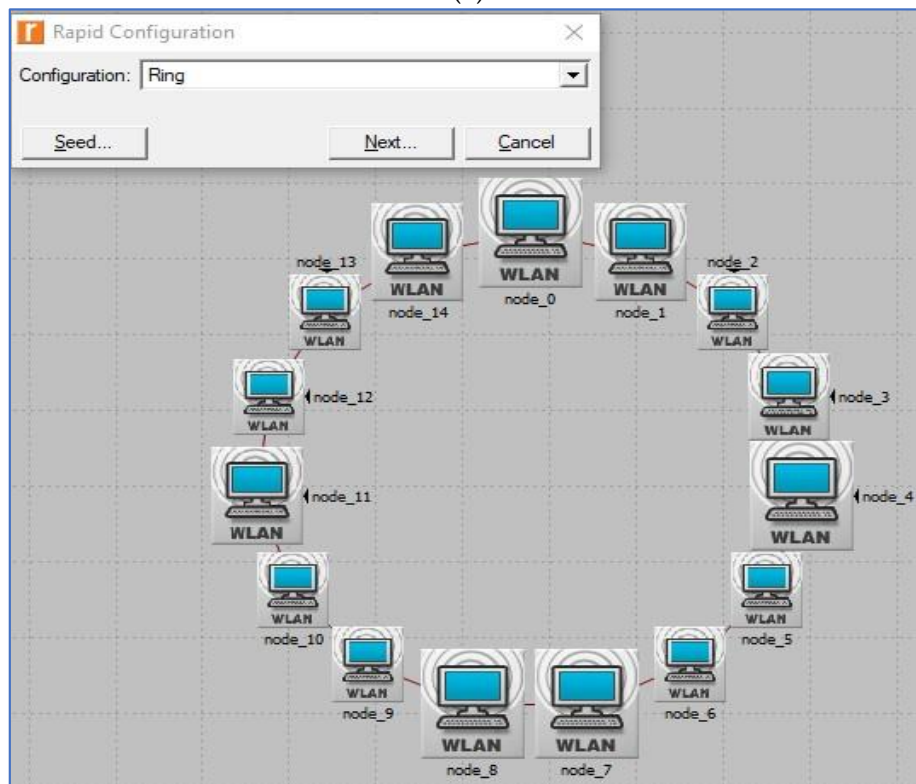 Rapid Configuration
Configuration: Ring
Seed... Next... Cancel
node_13
node_2
WLAN
node_0
WLAN
node_14
WLAN
node_1
WLAN
WLAN
WLAN
node_12
WLAN
node_3
WLAN
node_11
WLAN
node_4
WLAN
node_10
WLAN
node_5
WLAN
node_9
WLAN
node_6
WLAN
node_8
WLAN
node_7